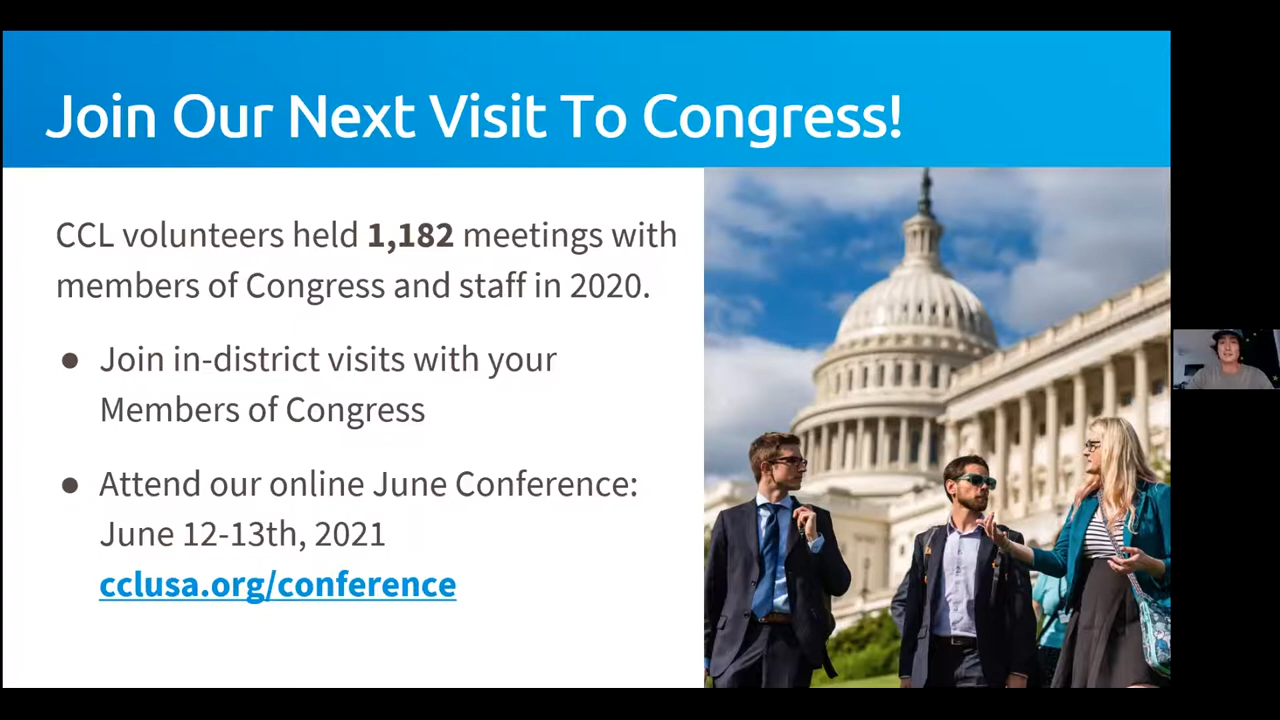 Join Our Next Visit To Congress!
CCL volunteers held 1,182 meetings with
members of Congress and staff in 2020.
● Join in-district visits with your
Members of Congress
● Attend our online June Conference:
June 12-13th, 2021
cclusa.org/conference